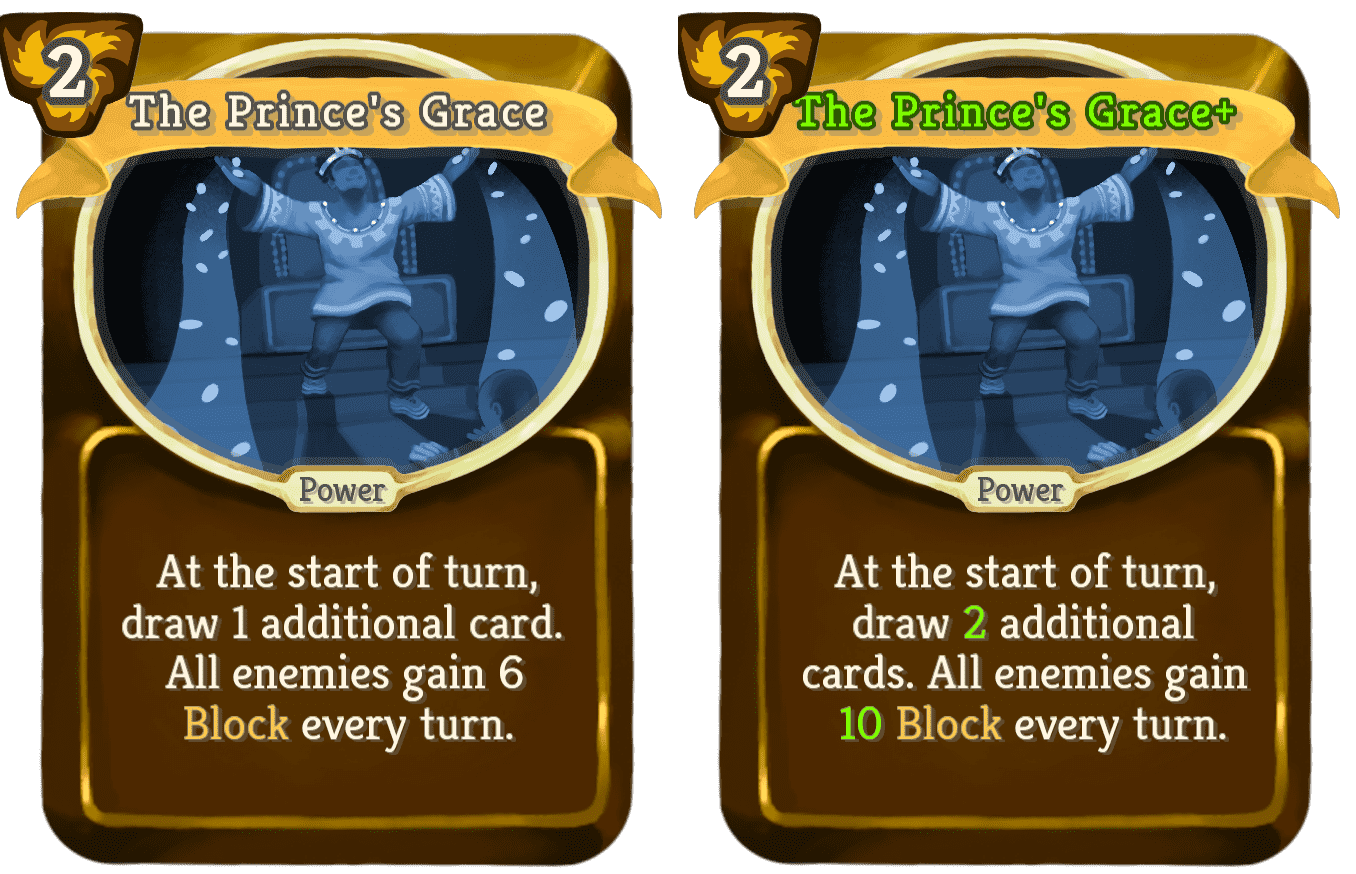 2
The Prince's Grace
Power
At the start of turn,
draw 1 additional card.
All enemies gain 6
Block every turn.
2
The Prince's Grace+
Power
At the start of turn,
draw 2 additional
cards. All enemies gain
10 Block every turn.